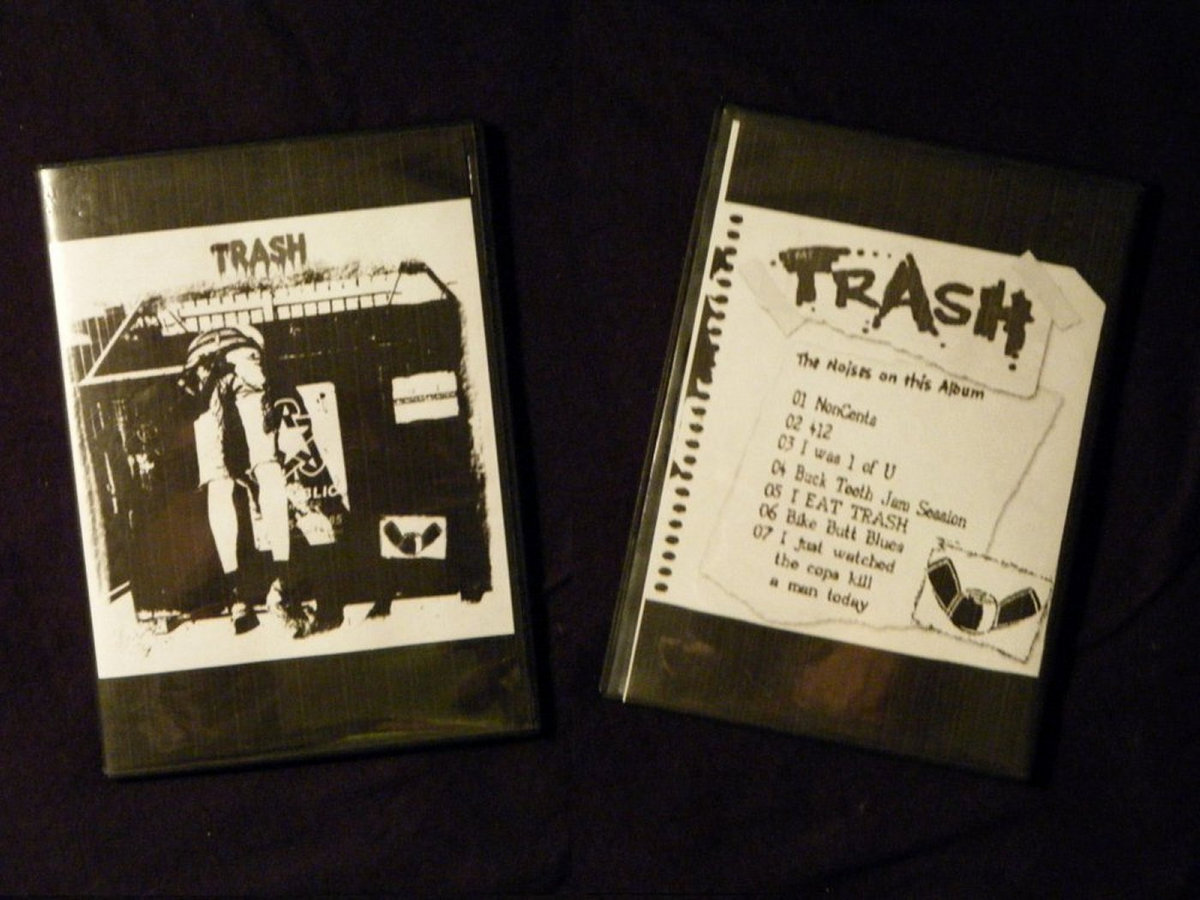 TRASH
TRASH
The Noises on this Album
01 NonCents
02 412
03 I was 1 of U
04 Buck Tooth Jam Session
05 I EAT TRASH
06 Bike Butt Blues
07 I just watched
the cops kill
a man today